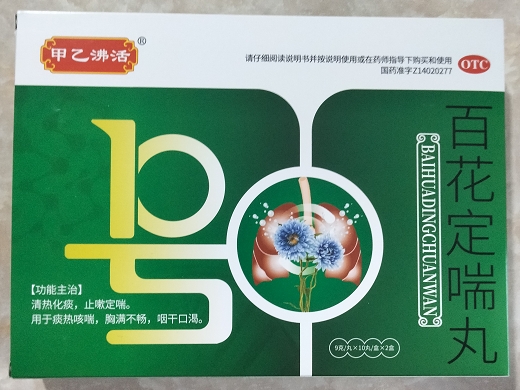 甲乙沸活®
请仔细阅读说明书并按说明使用或在药师指导下购买和使用
国药准字Z14020277
OTC
百花定喘丸
BAIHUADINGCHUANWAN
【功能主治】
清热化痰，止嗽定喘。
用于痰热咳喘，胸满不畅，咽干口渴。
9克/丸×10丸/盒×2盒